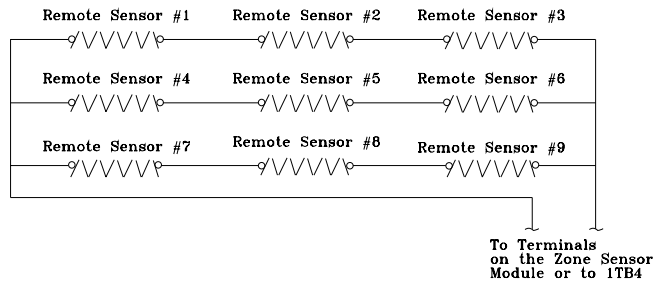 Remote Sensor #1 Remote Sensor #2 Remote Sensor #3
Remote Sensor #4 Remote Sensor #5 Remote Sensor #6
Remote Sensor #7 Remote Sensor #8 Remote Sensor #9
To Terminals
on the Zone Sensor
Module or to 1TB4